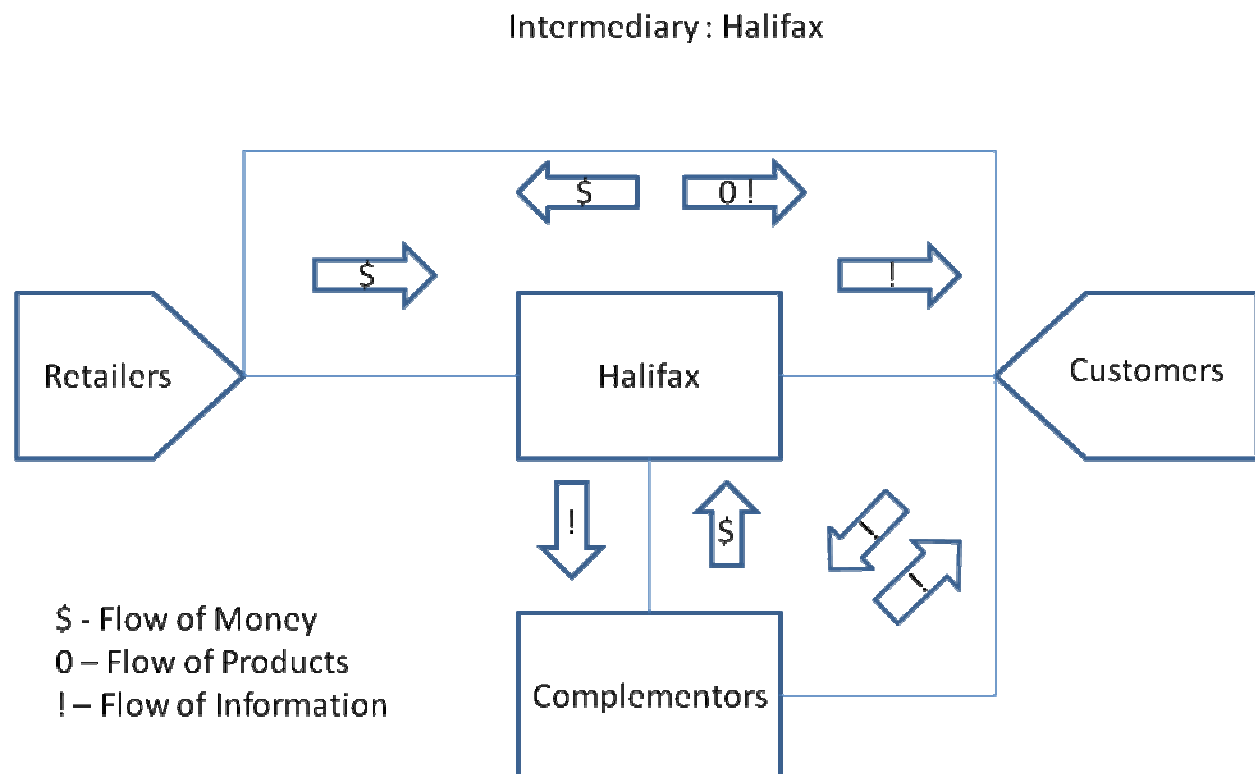 Intermediary : Halifax
$
0 !
$
!
Retailers
Halifax
Customers
!
$
!
!
$ - Flow of Money
0 – Flow of Products
! – Flow of Information
Complementors